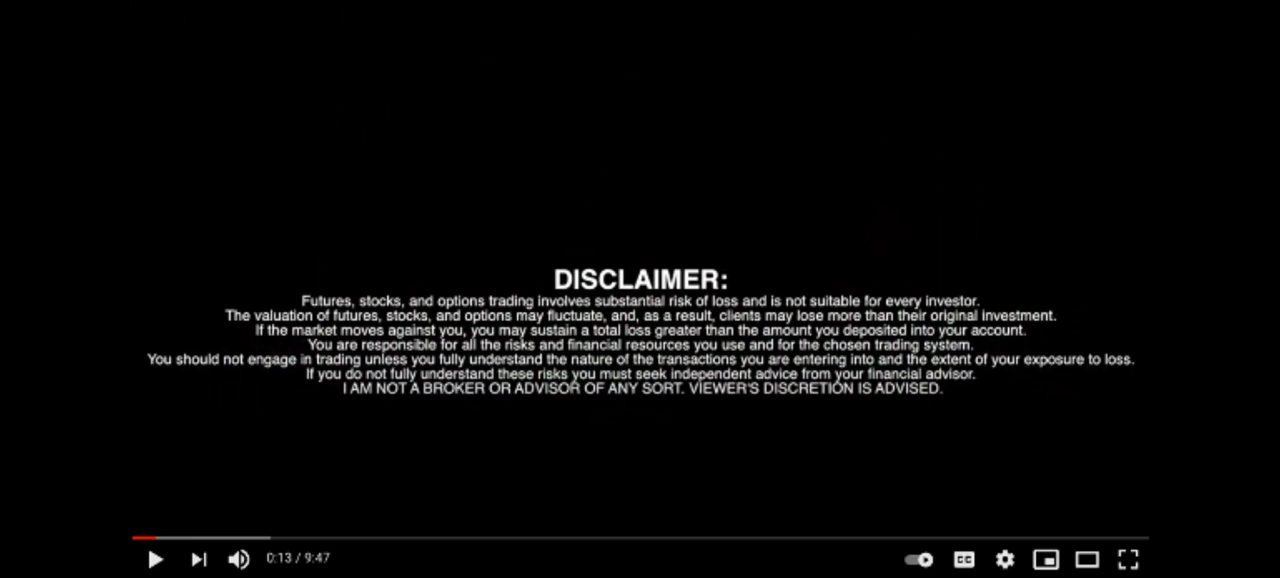 DISCLAIMER:
Futures, stocks, and options trading involves substantial risk of loss and is not suitable for every investor.
The valuation of futures, stocks, and options may fluctuate, and, as a result, clients may lose more than their original investment.
If the market moves against you, you may sustain a total loss greater than the amount you deposited into your account.
You are responsible for all the risks and financial resources you use and for the chosen trading system.
You should not engage in trading unless you fully understand the nature of the transactions you are entering into and the extent of your exposure to loss.
If you do not fully understand these risks you must seek independent advice from your financial advisor.
I AM NOT A BROKER OR ADVISOR OF ANY SORT. VIEWER'S DISCRETION IS ADVISED.
0:13 / 9:47
CC